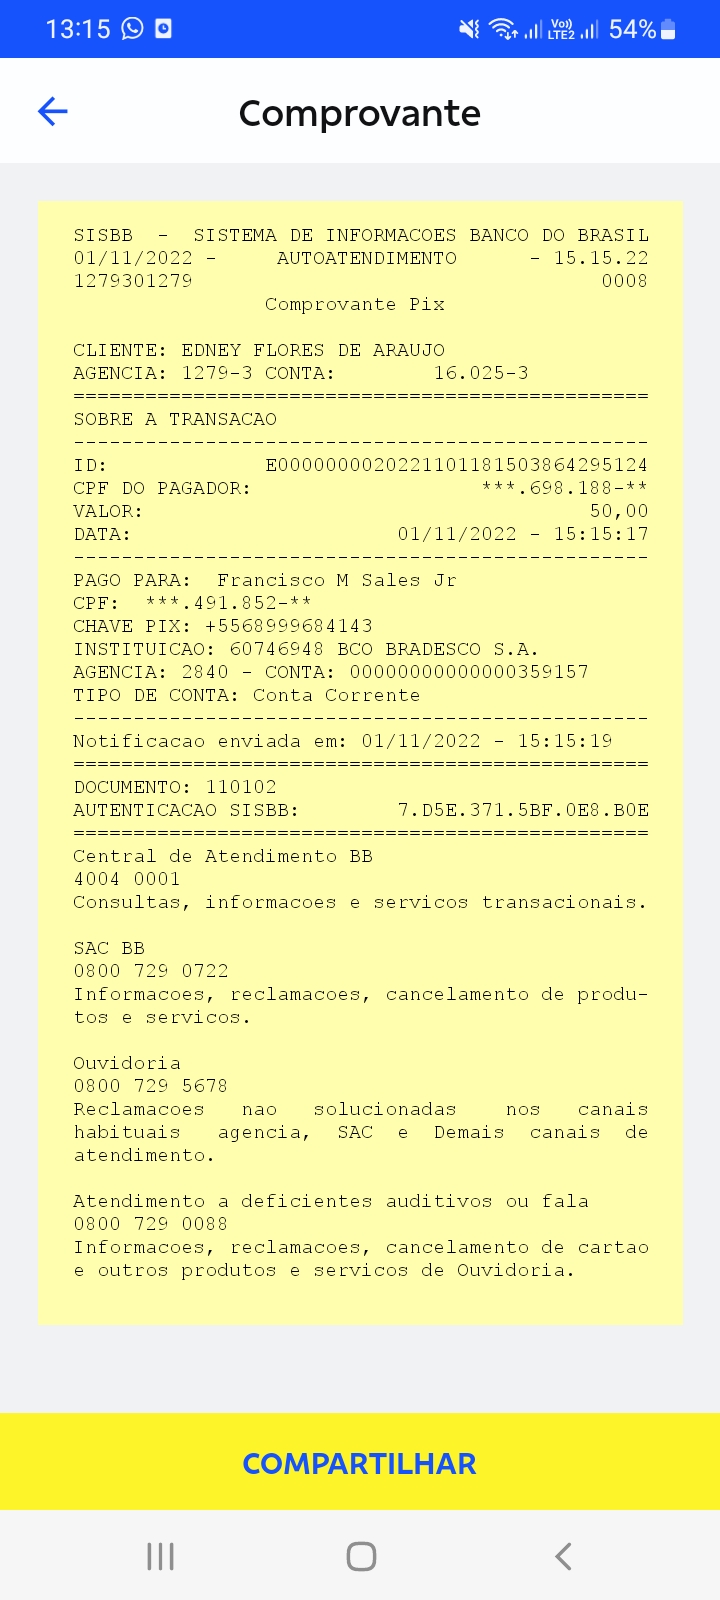 13:15 Vo)) LTE2 54%
Comprovante
SISBB - SISTEMA DE INFORMACOES BANCO DO BRASIL
01/11/2022 - AUTOATENDIMENTO - 15.15.22
1279301279 0008
Comprovante Pix
CLIENTE: EDNEY FLORES DE ARAUJO
AGENCIA: 1279-3 CONTA: 16.025-3
================================================
SOBRE A TRANSACAO
------------------------------------------------
ID: E0000000020221101181503864295124
CPF DO PAGADOR: ***.698.188-**
VALOR: 50,00
DATA: 01/11/2022 - 15:15:17
------------------------------------------------
PAGO PARA: Francisco M Sales Jr
CPF: ***.491.852-**
CHAVE PIX: +5568999684143
INSTITUICAO: 60746948 BCO BRADESCO S.A.
AGENCIA: 2840 - CONTA: 00000000000000359157
TIPO DE CONTA: Conta Corrente
------------------------------------------------
Notificacao enviada em: 01/11/2022 - 15:15:19
================================================
DOCUMENTO: 110102
AUTENTICACAO SISBB: 7.D5E.371.5BF.0E8.B0E
================================================
Central de Atendimento BB
4004 0001
Consultas, informacoes e servicos transacionais.
SAC BB
0800 729 0722
Informacoes, reclamacoes, cancelamento de produ-
tos e servicos.
Ouvidoria
0800 729 5678
Reclamacoes nao solucionadas nos canais
habituais agencia, SAC e Demais canais de
atendimento.
Atendimento a deficientes auditivos ou fala
0800 729 0088
Informacoes, reclamacoes, cancelamento de cartao
e outros produtos e servicos de Ouvidoria.
COMPARTILHAR